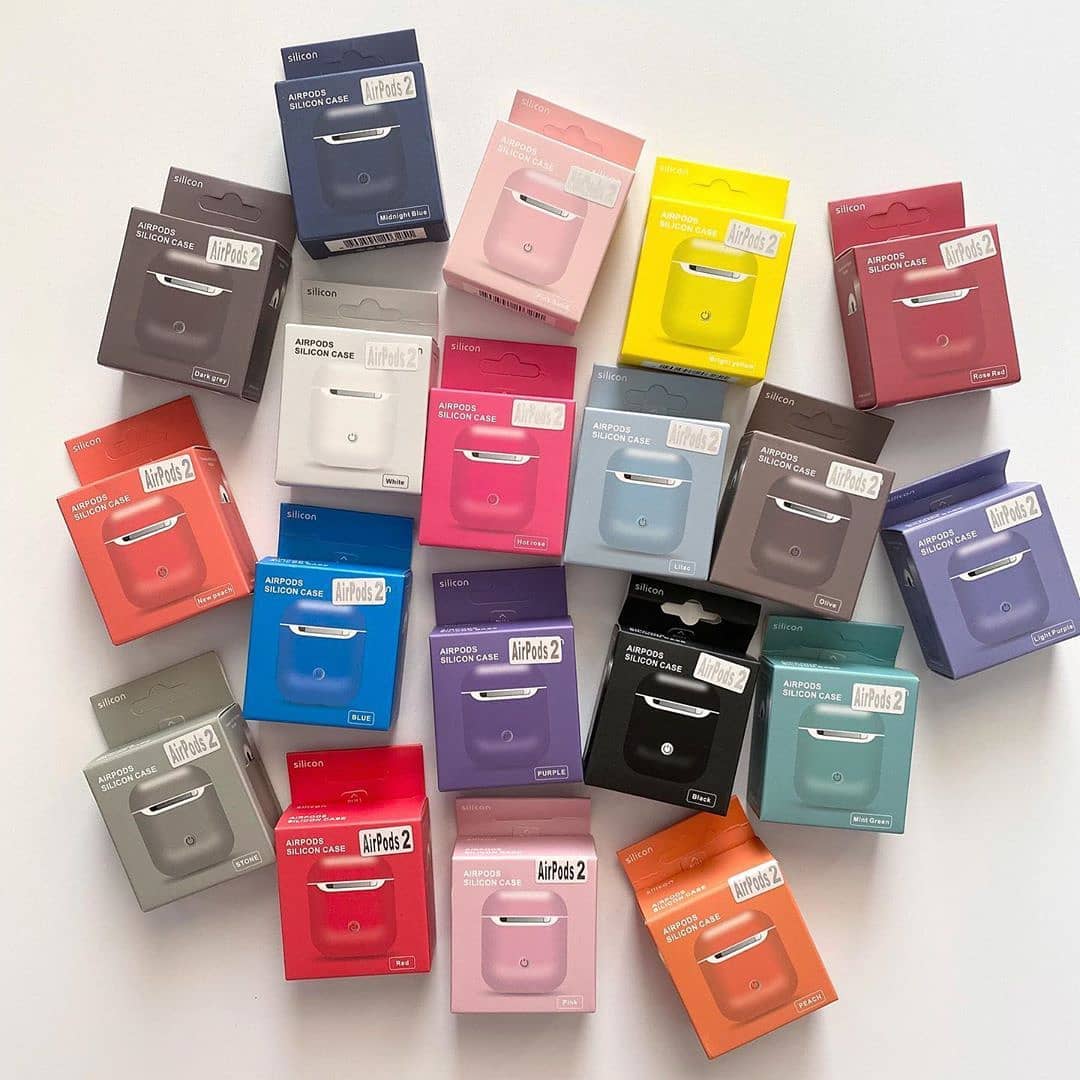 silicon
AIRPODS
SILICON CASE
AirPods 2
Midnight Blue
silicon
AIRPODS
SILICON CASE
AirPods 2
silicon
AIRPODS
SILICON CASE
AirPods 2
Bright yellow
silicon
AIRPODS
SILICON CASE
AirPods 2
Rose Red
silicon
AIRPODS
SILICON CASE
AirPods 2
Dark grey
silicon
AIRPODS
SILICON CASE
AirPods 2
White
silicon
AIRPODS
SILICON CASE
AirPods 2
Hot rose
silicon
AIRPODS
SILICON CASE
AirPods 2
Lilac
silicon
AIRPODS
SILICON CASE
AirPods 2
Olive
silicon
AIRPODS
SILICON CASE
AirPods 2
Light Purple
silicon
AIRPODS
SILICON CASE
AirPods 2
New peach
silicon
AIRPODS
SILICON CASE
AirPods 2
BLUE
silicon
AIRPODS
SILICON CASE
AirPods 2
PURPLE
silicon
AIRPODS
SILICON CASE
AirPods 2
Black
silicon
AIRPODS
SILICON CASE
AirPods 2
Mint Green
silicon
AIRPODS
SILICON CASE
AirPods 2
STONE
silicon
AIRPODS
SILICON CASE
AirPods 2
Red
silicon
AIRPODS
SILICON CASE
AirPods 2
Pink
silicon
AIRPODS
SILICON CASE
AirPods 2
PEACH